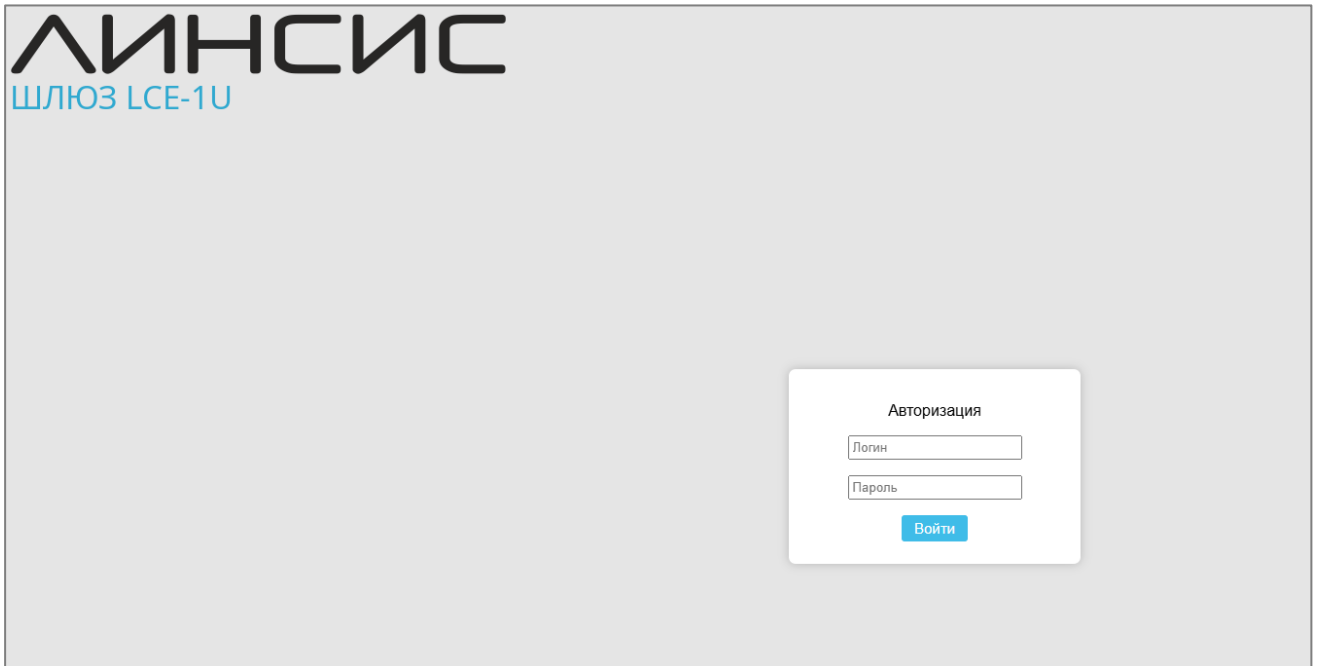 ЛИНСИС
ШЛЮЗ LCE-1U
Авторизация
Логин
Пароль
Войти